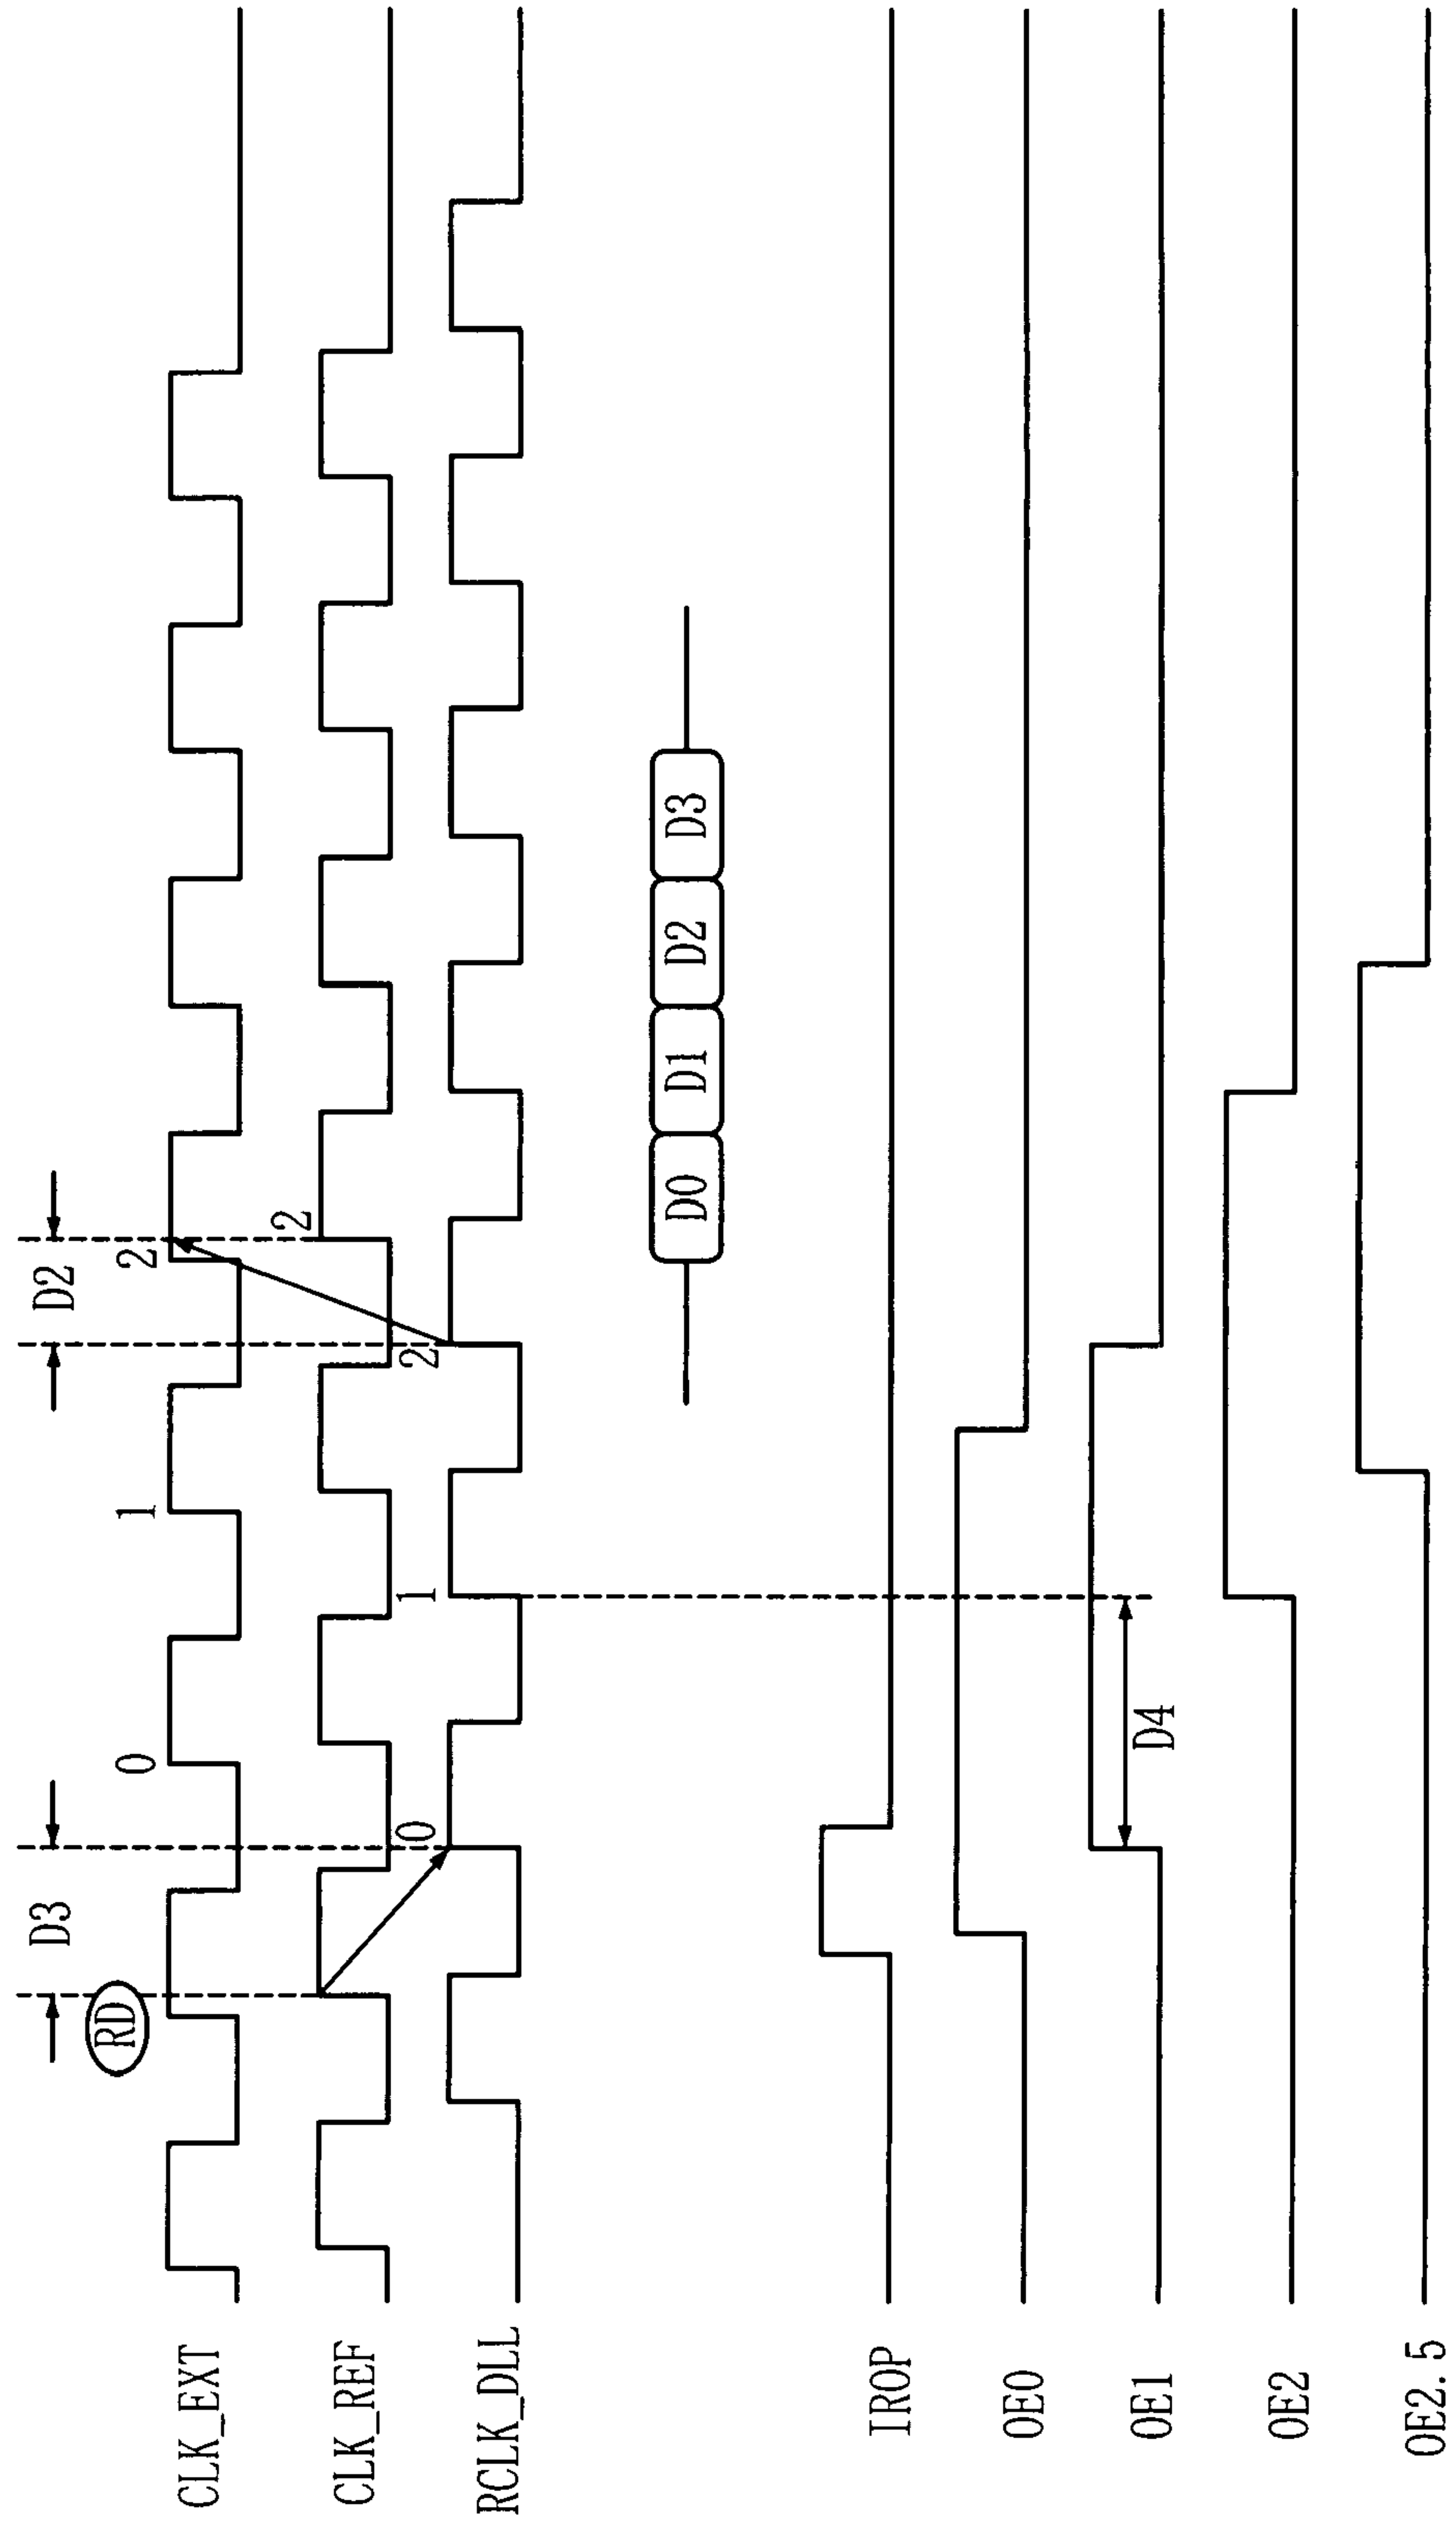 D3
D2
RD
CLK_EXT
0
1
2
CLK_REF
2
RCLK_DLL
0
1
2
D0
D1
D2
D3
IROP
OE0
OE1
D4
OE2
OE2.5